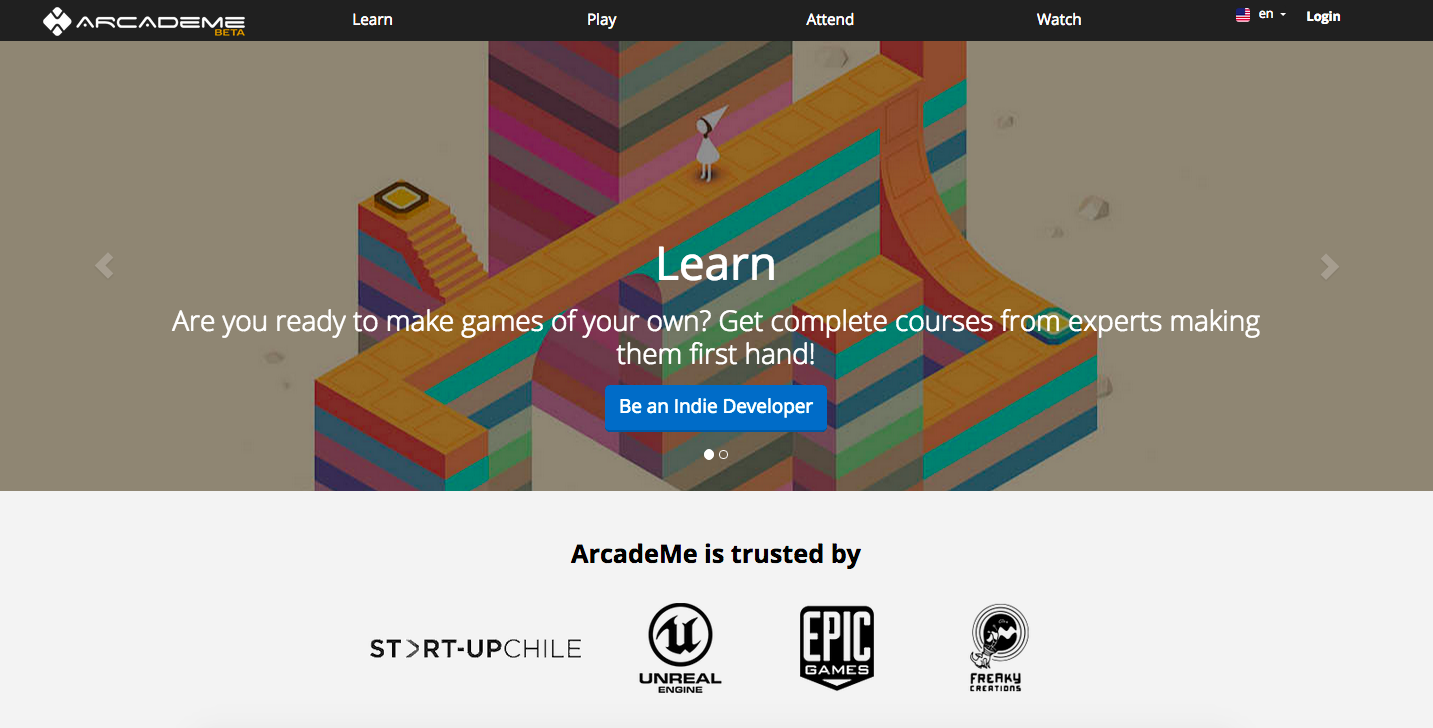 ARCADEME
BETA
Learn
Play
Attend
Watch
en
Login
Learn
Are you ready to make games of your own? Get complete courses from experts making
them first hand!
Be an Indie Developer
ArcadeMe is trusted by
START-UPCHILE
UNREAL
ENGINE
EPIC
GAMES
FREAKY
CREATIONS